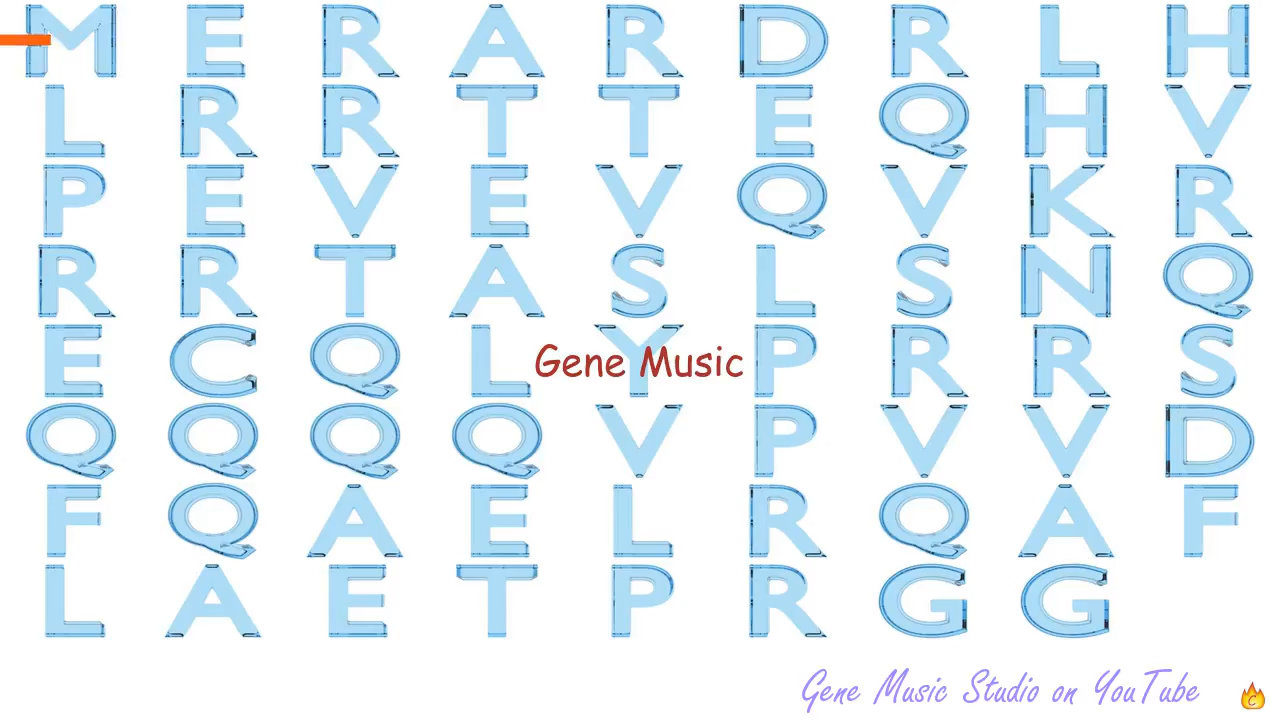 M E R A R D R L H
L R R T T E Q H V
P E V E V Q V K R
R R T A S L S N Q
E C Q L Y P R R S
Gene Music
Q Q Q Q V P V V D
F Q A E L R Q A F
L A E T P R G G
Gene Music Studio on YouTube
C